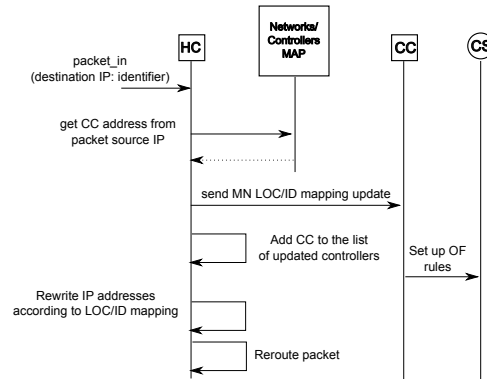 Networks/
Controllers
MAP
HC
CC
CS
packet_in
(destination IP: identifier)
get CC address from
packet source IP
send MN LOC/ID mapping update
Add CC to the list
of updated controllers
Set up OF
rules
Rewrite IP addresses
according to LOC/ID mapping
Reroute packet